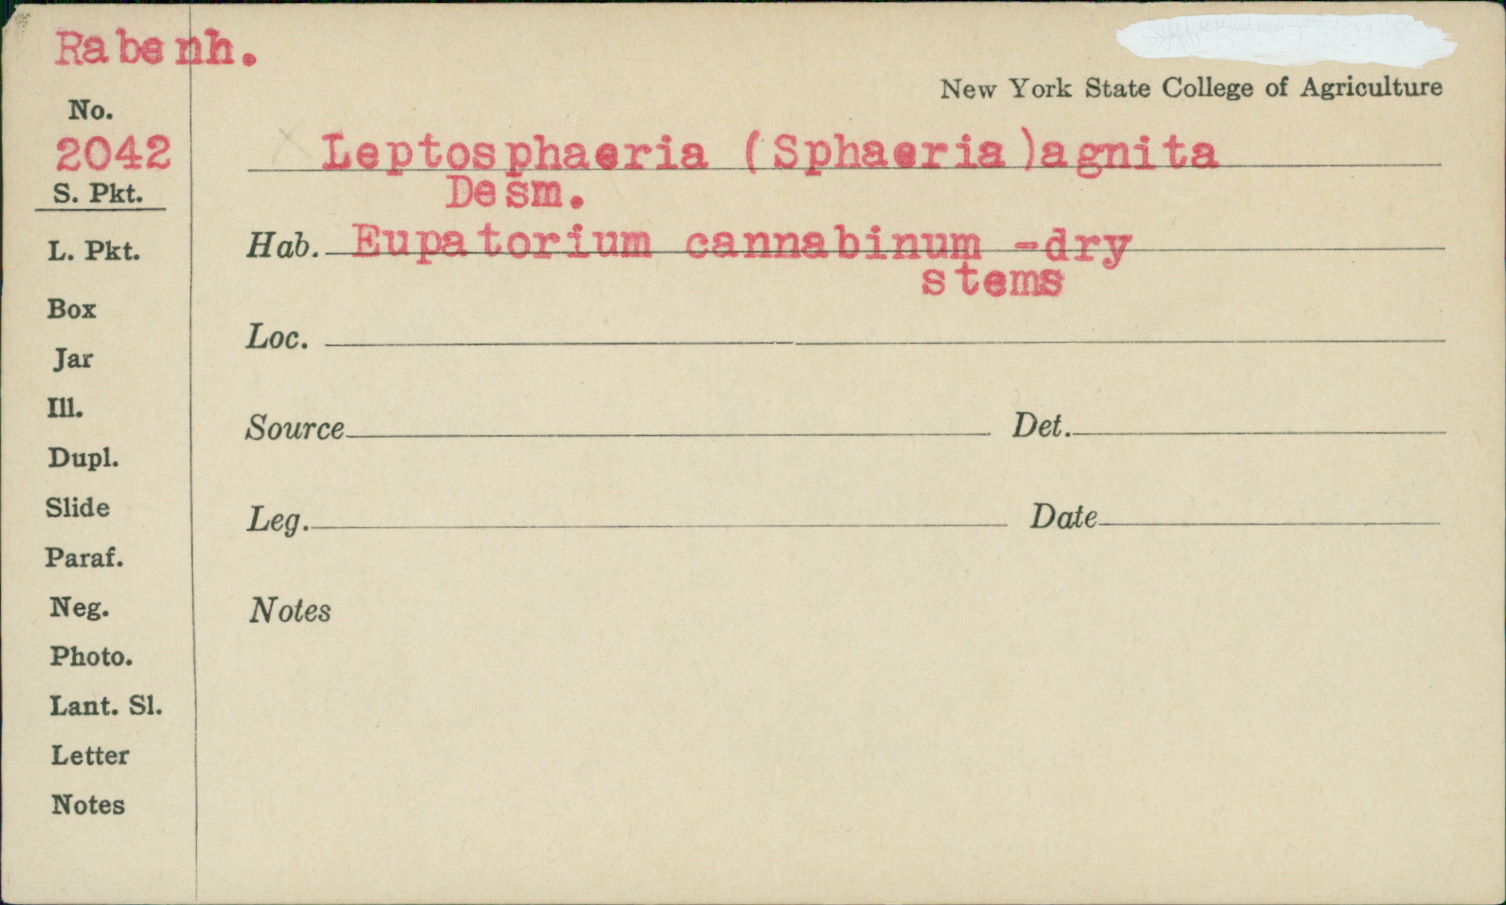 Rabenh.
New York State College of Agriculture
No.
2042
Leptosphaeria (Sphaeria)agnita
Desm.
S. Pkt.
Hab. Eupatorium cannabinum -dry
stems
L. Pkt.
Box
Loc.
Jar
Ill.
Source Det.
Dupl.
Slide
Leg. Date
Paraf.
Neg.
Notes
Photo.
Lant. Sl.
Letter
Notes